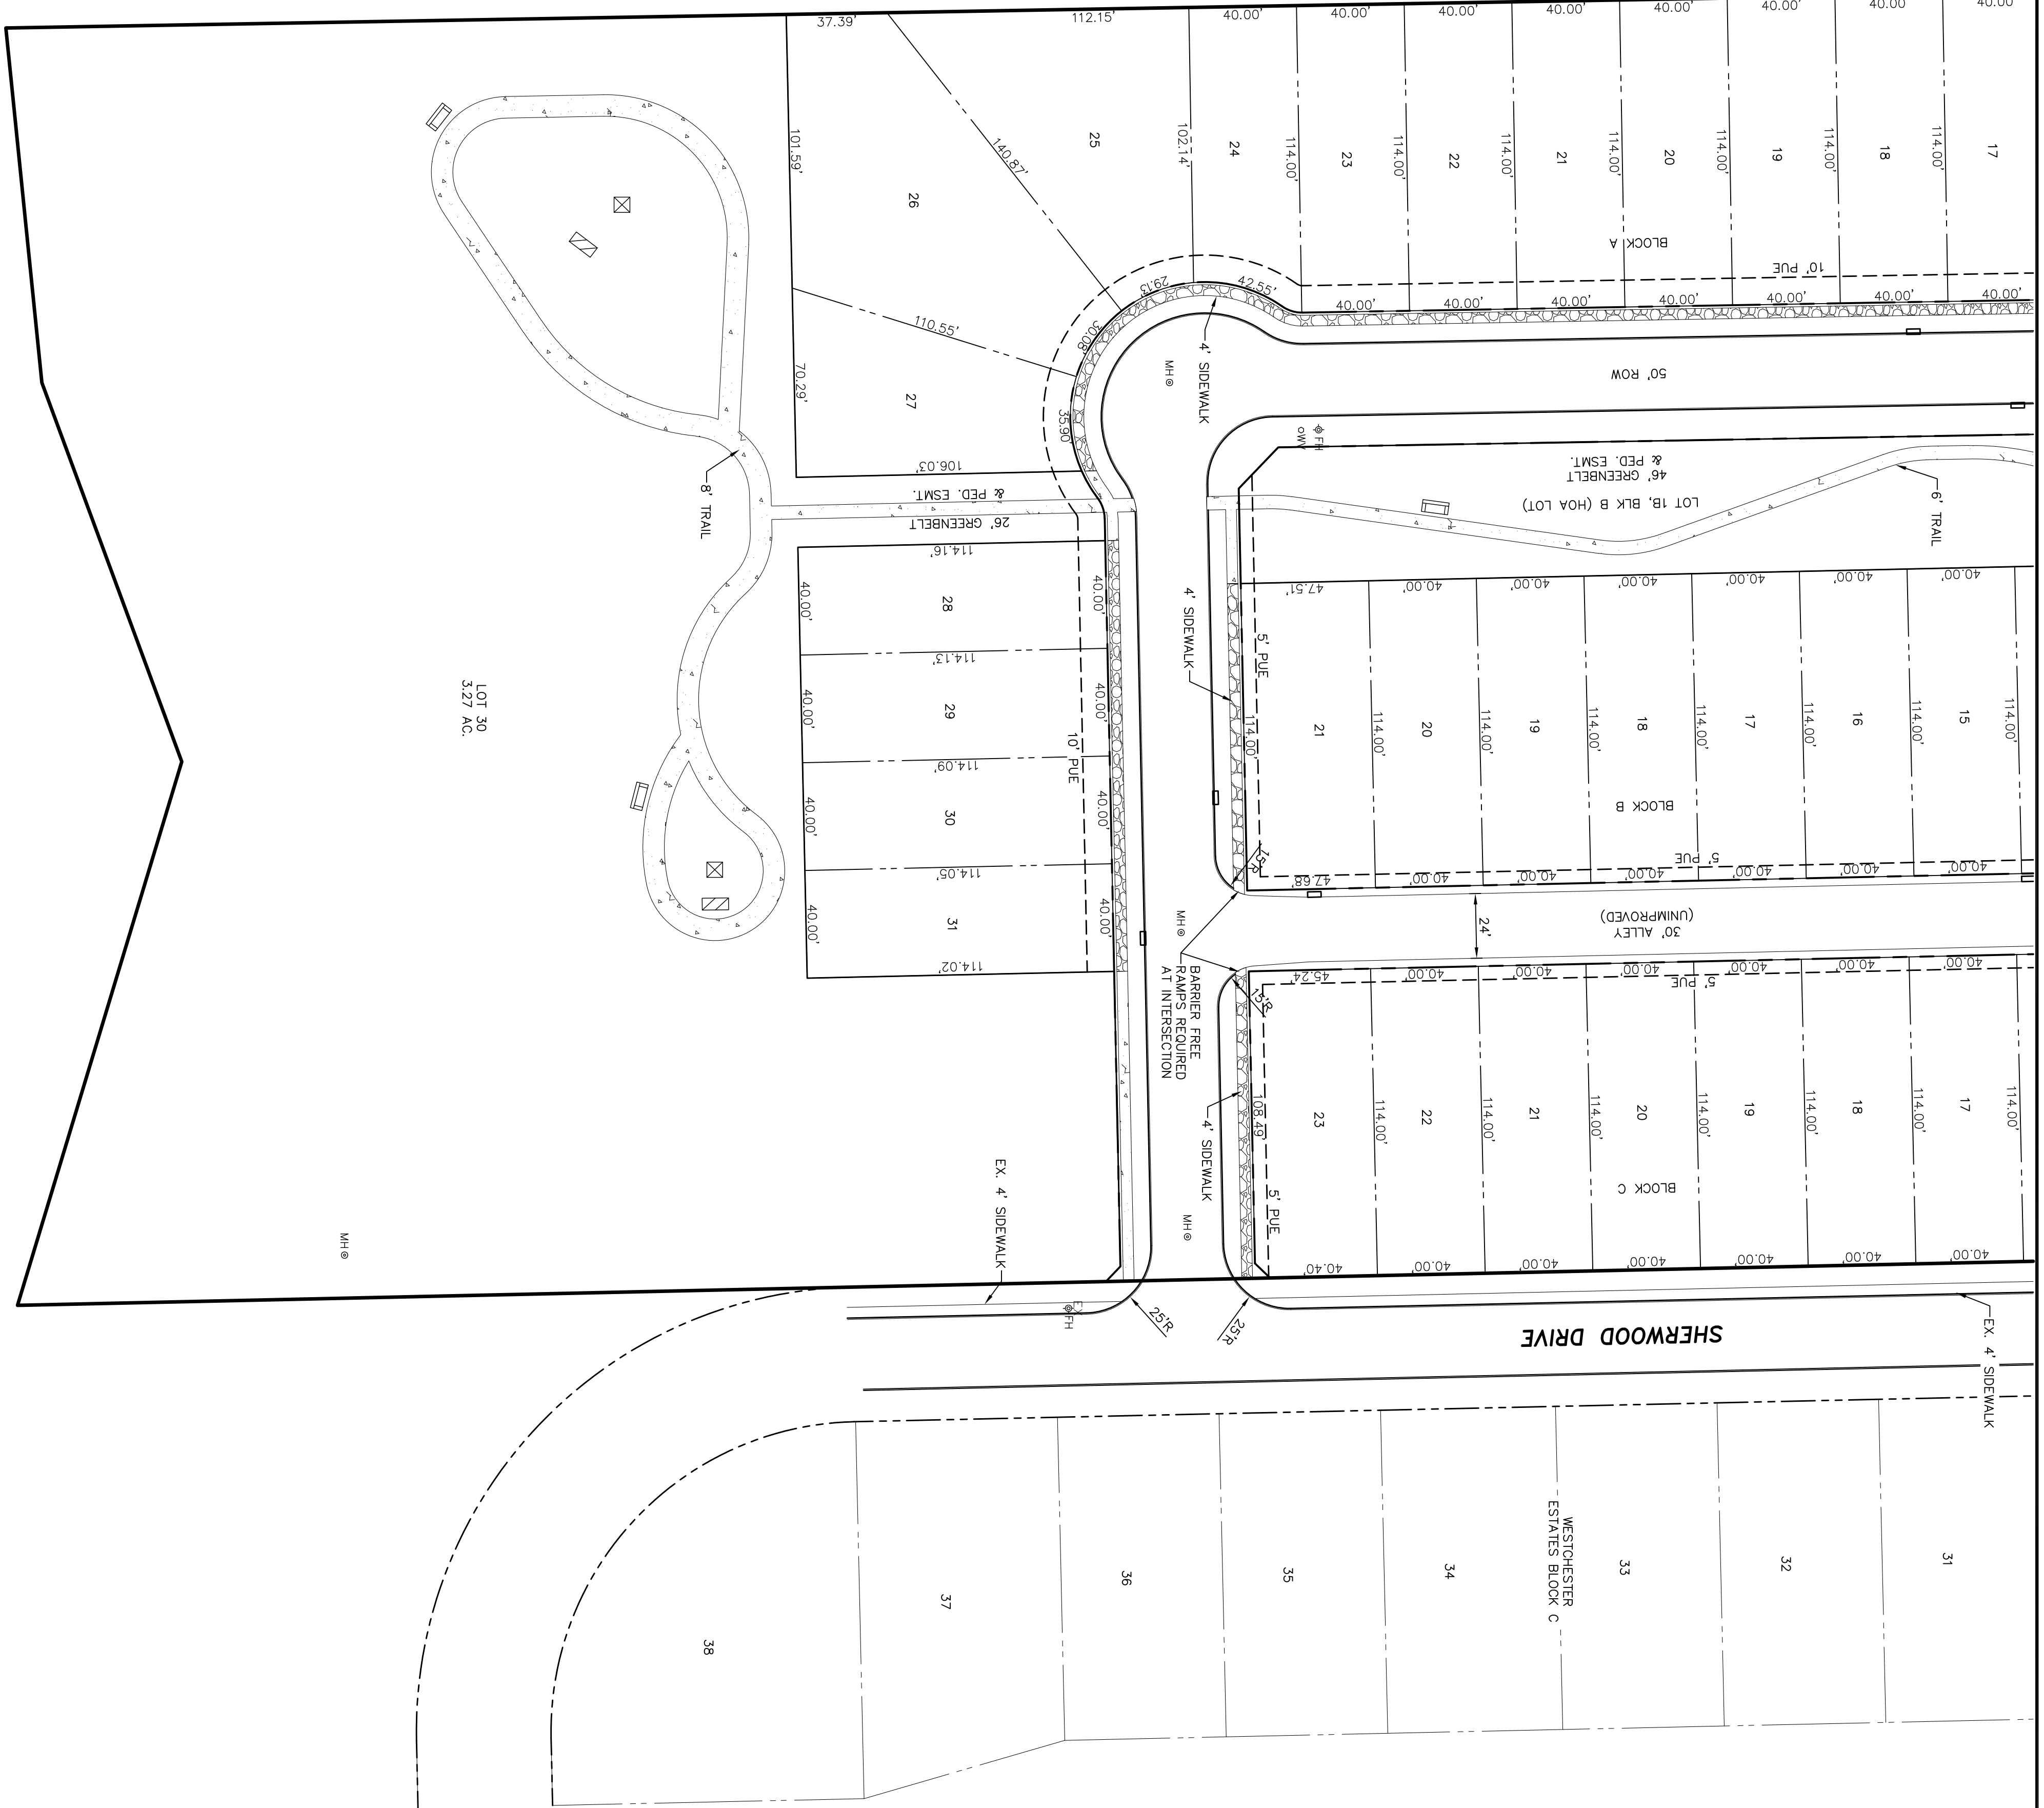 37.39'
112.15'
40.00'
40.00'
40.00'
40.00'
40.00'
40.00'
40.00
40.00
101.59'
140.87'
25
102.14'
24
114.00'
23
114.00'
22
114.00'
21
114.00'
20
114.00'
19
114.00'
18
114.00'
17
26
BLOCK A
10' PUE
29.13'
42.55'
40.00'
40.00'
40.00'
40.00'
40.00'
40.00'
40.00'
110.55'
30.08'
4' SIDEWALK
MH
50' ROW
70.29'
27
35.90'
106.03'
FH
WV
46' GREENBELT
& PED. ESMT.
LOT 1B, BLK B (HOA LOT)
6' TRAIL
8' TRAIL
26' GREENBELT
& PED. ESMT.
114.16'
40.00'
28
40.00'
114.13'
40.00'
29
40.00'
114.09'
10' PUE
40.00'
30
40.00'
114.05'
40.00'
31
40.00'
114.02'
4' SIDEWALK
5' PUE
47.51'
40.00'
40.00'
40.00'
40.00'
40.00'
40.00'
114.00'
21
114.00'
20
114.00'
19
114.00'
18
114.00'
17
114.00'
16
114.00'
15
114.00'
BLOCK B
5' PUE
15'R
47.68'
40.00'
40.00'
40.00'
40.00'
40.00'
40.00'
LOT 30
3.27 AC.
MH
24'
30' ALLEY
(UNIMPROVED)
BARRIER FREE
RAMPS REQUIRED
AT INTERSECTION
15'R
45.24'
40.00'
40.00'
40.00'
40.00'
40.00'
40.00'
5' PUE
108.49'
23
114.00'
22
114.00'
21
114.00'
20
114.00'
19
114.00'
18
114.00'
17
114.00'
4' SIDEWALK
BLOCK C
5' PUE
MH
MH
EX. 4' SIDEWALK
40.40'
40.00'
40.00'
40.00'
40.00'
40.00'
40.00'
EX
FH
25'R
25'R
SHERWOOD DRIVE
EX. 4' SIDEWALK
WESTCHESTER
ESTATES BLOCK C
38
37
36
35
34
33
32
31